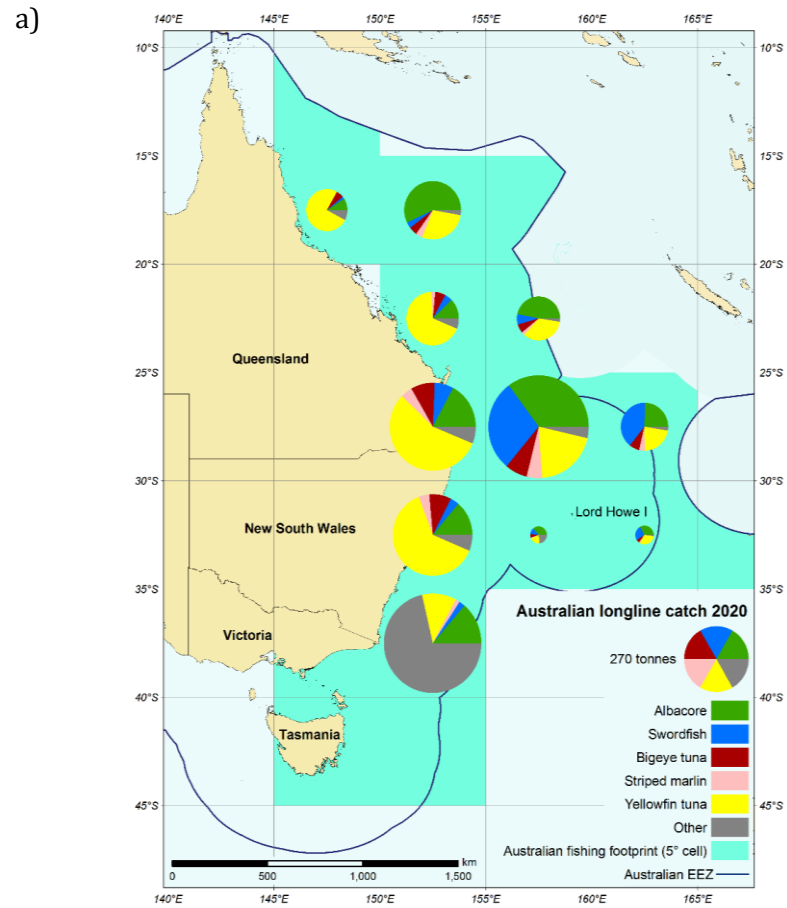 a)
140°E 145°E 150°E 155°E 160°E 165°E
10°S 10°S
15°S 15°S
20°S 20°S
Queensland
25°S 25°S
30°S 30°S
Lord Howe I
New South Wales
35°S 35°S
Australian longline catch 2020
Victoria
270 tonnes
40°S 40°S
Albacore
Swordfish
Tasmania
Bigeye tuna
Striped marlin
Yellowfin tuna
45°S 45°S
Other
Australian fishing footprint (5° cell)
km
0 500 1,000 1,500
Australian EEZ
140°E 145°E 150°E 155°E 160°E 165°E